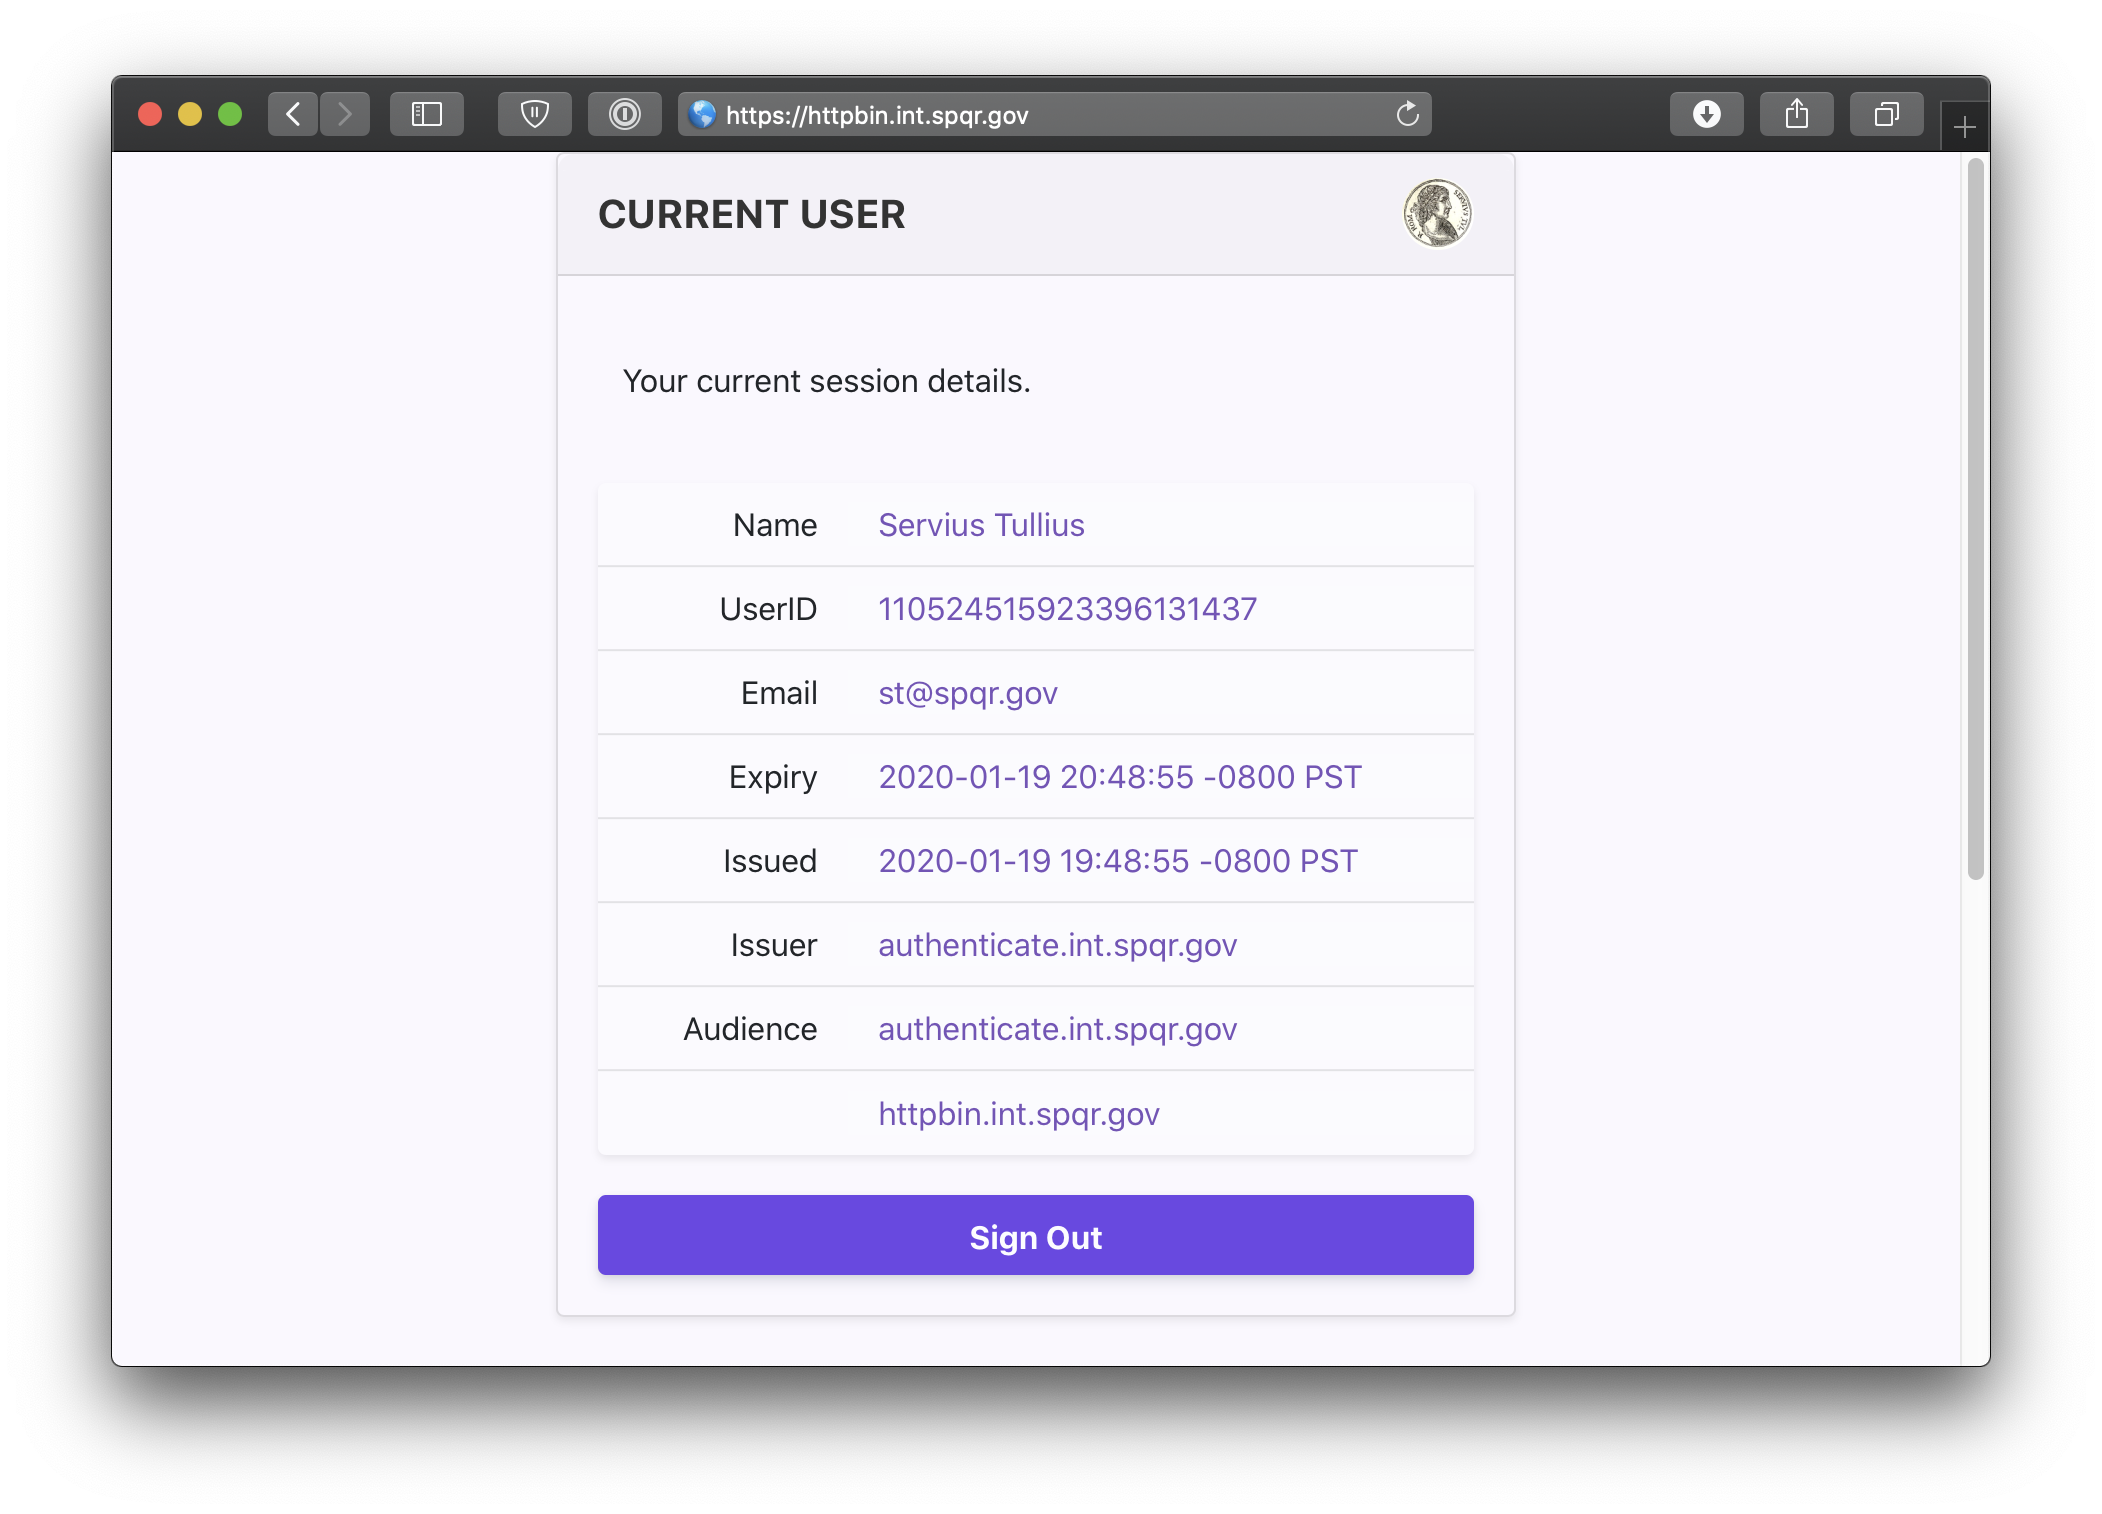 https://httpbin.int.spqr.gov
CURRENT USER
Your current session details.
Name Servius Tullius
UserID 110524515923396131437
Email st@spqr.gov
Expiry 2020-01-19 20:48:55 -0800 PST
Issued 2020-01-19 19:48:55 -0800 PST
Issuer authenticate.int.spqr.gov
Audience authenticate.int.spqr.gov
httpbin.int.spqr.gov
Sign Out